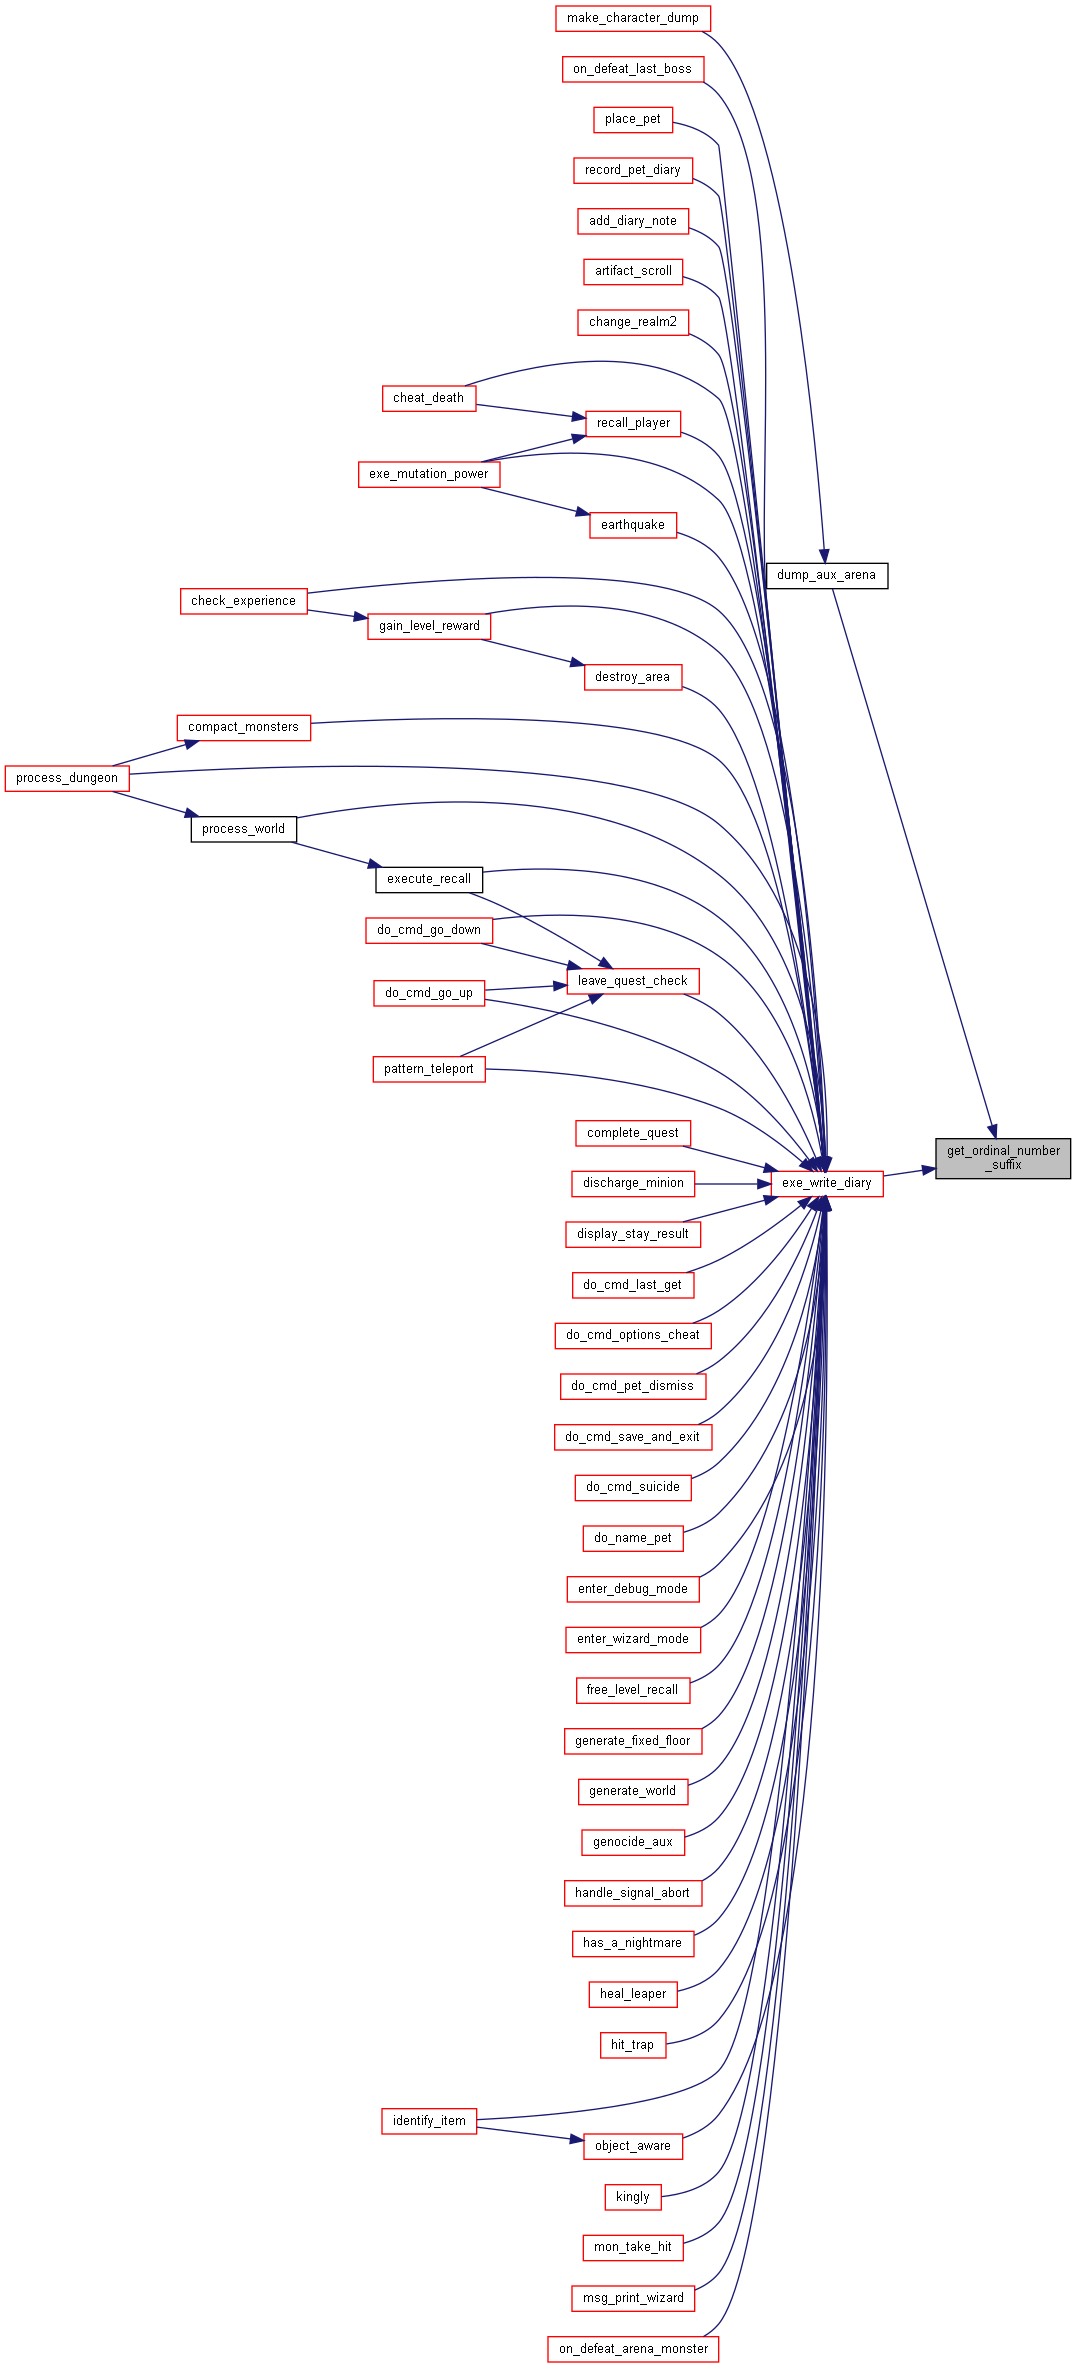 make_character_dump
on_defeat_last_boss
place_pet
record_pet_diary
add_diary_note
artifact_scroll
change_realm2
cheat_death
recall_player
exe_mutation_power
earthquake
dump_aux_arena
check_experience
gain_level_reward
destroy_area
compact_monsters
process_dungeon
process_world
execute_recall
do_cmd_go_down
leave_quest_check
do_cmd_go_up
pattern_teleport
complete_quest
get_ordinal_number
_suffix
discharge_minion
exe_write_diary
display_stay_result
do_cmd_last_get
do_cmd_options_cheat
do_cmd_pet_dismiss
do_cmd_save_and_exit
do_cmd_suicide
do_name_pet
enter_debug_mode
enter_wizard_mode
free_level_recall
generate_fixed_floor
generate_world
genocide_aux
handle_signal_abort
has_a_nightmare
heal_leaper
hit_trap
identify_item
object_aware
kingly
mon_take_hit
msg_print_wizard
on_defeat_arena_monster